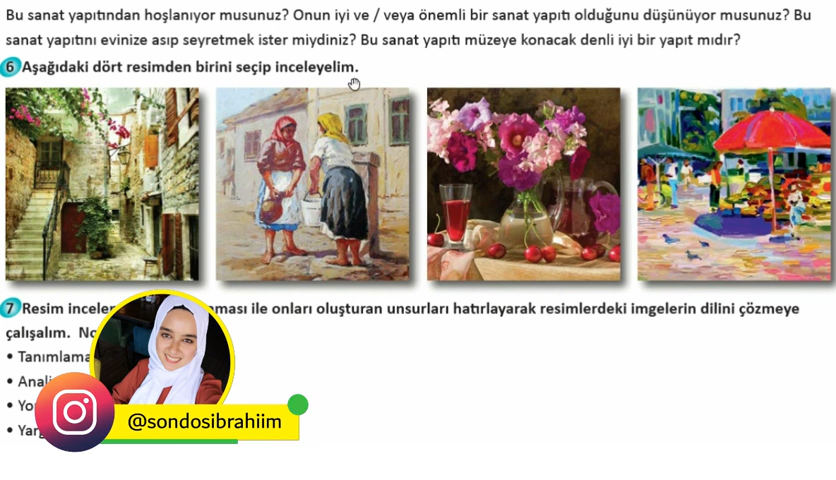 Bu sanat yapıtından hoşlanıyor musunuz? Onun iyi ve / veya önemli bir sanat yapıtı olduğunu düşünüyor musunuz? Bu
sanat yapıtını evinize asıp seyretmek ister miydiniz? Bu sanat yapıtı müzeye konacak denli iyi bir yapıt mıdır?
6 Aşağıdaki dört resimden birini seçip inceleyelim.
7 Resim inceler ması ile onları oluşturan unsurları hatırlayarak resimlerdeki imgelerin dilini çözmeye
çalışalım.
• Tanımlama
@sondosibrahiim